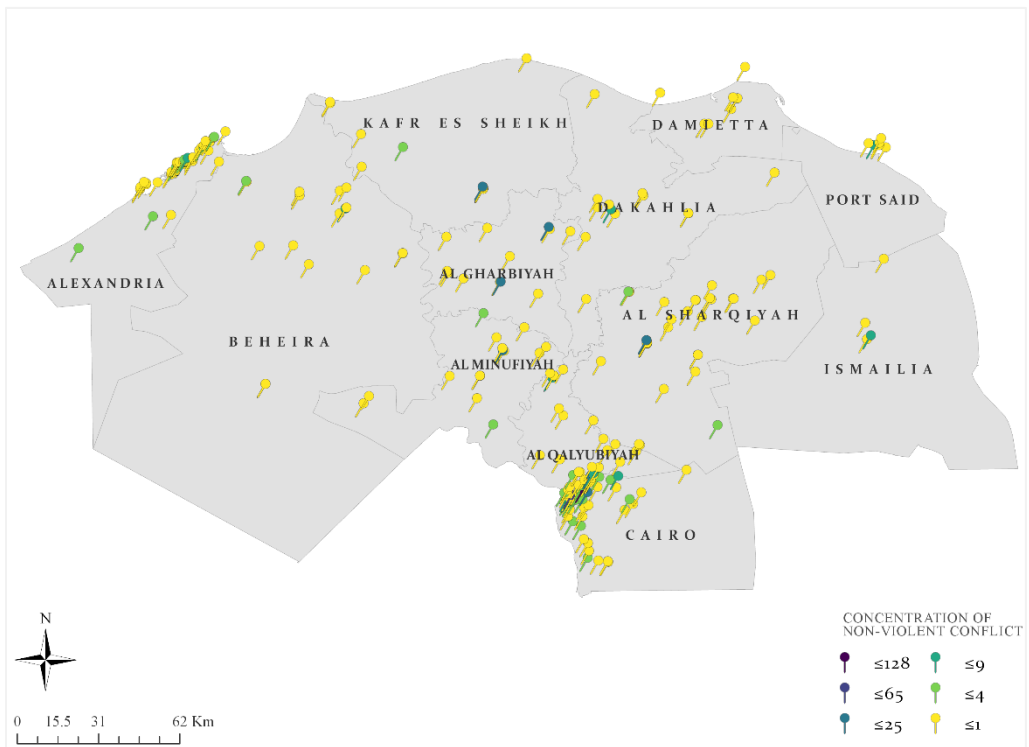 KAFR ES SHEIKH
DAMIETTA
DAKAHLIA
PORT SAID
AL GHARBIYAH
ALEXANDRIA
AL SHARQIYAH
BEHEIRA
AL MINUFIYAH
ISMAILIA
AL QALYUBIYAH
CAIRO
N
0 15.5 31 62 Km
CONCENTRATION OF
NON-VIOLENT CONFLICT
≤128 ≤9
≤65 ≤4
≤25 ≤1